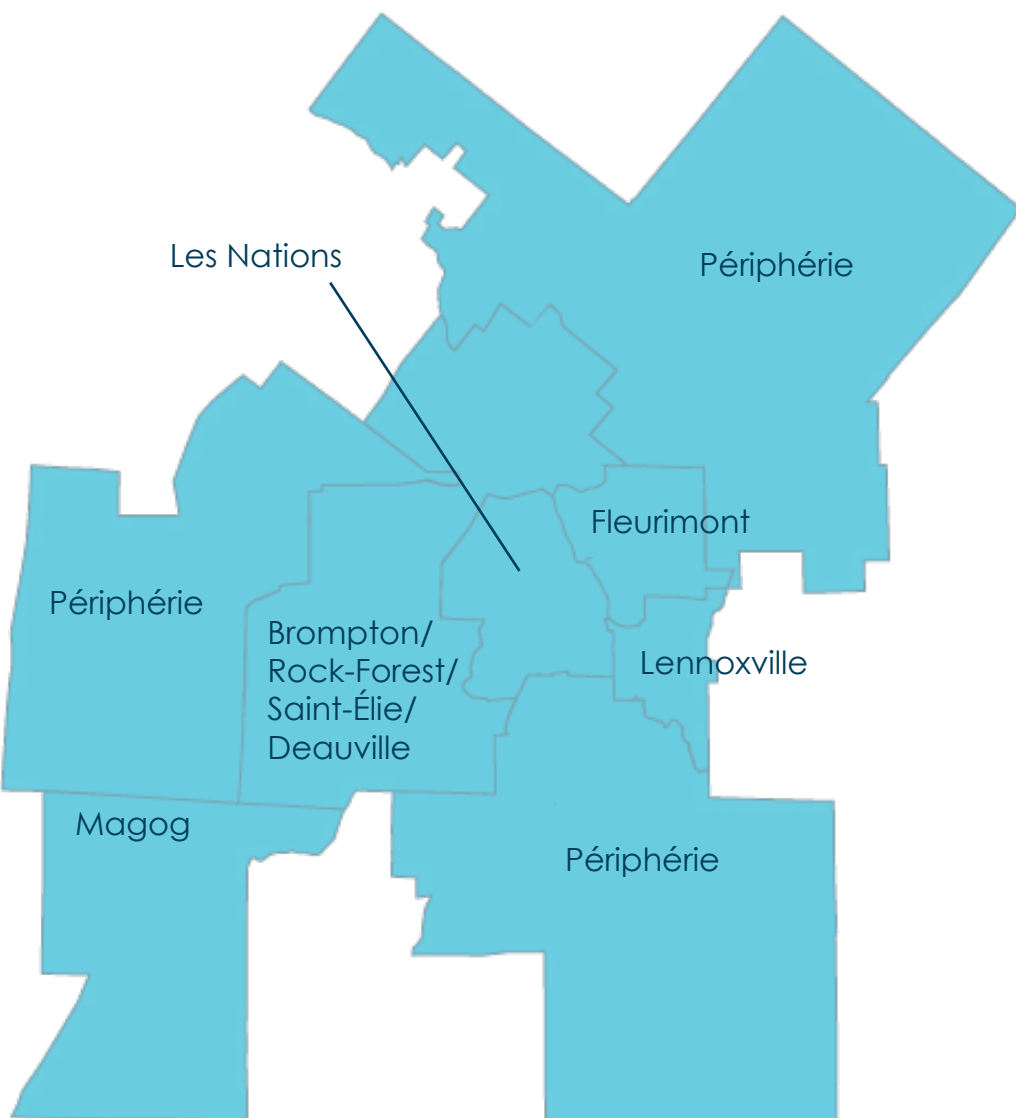 Les Nations
Périphérie
Fleurimont
Périphérie
Brompton/
Rock-Forest/
Saint-Élie/
Deauville
Lennoxville
Magog
Périphérie